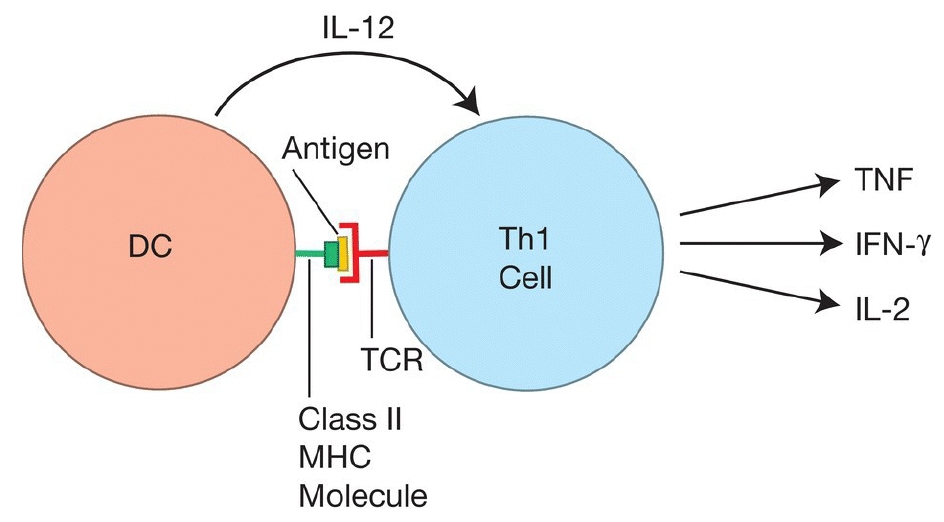 IL-12
Antigen
DC
Th1
Cell
TNF
IFN-γ
IL-2
TCR
Class II
MHC
Molecule